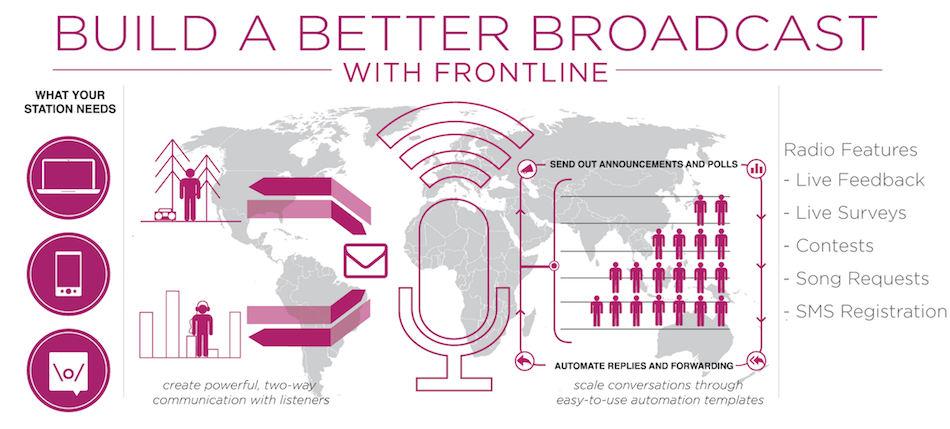 BUILD A BETTER BROADCAST
WITH FRONTLINE
WHAT YOUR
STATION NEEDS
\o/
create powerful, two-way
communication with listeners
SEND OUT ANNOUNCEMENTS AND POLLS
AUTOMATE REPLIES AND FORWARDING
scale conversations through
easy-to-use automation templates
Radio Features
- Live Feedback
- Live Surveys
- Contests
- Song Requests
- SMS Registration